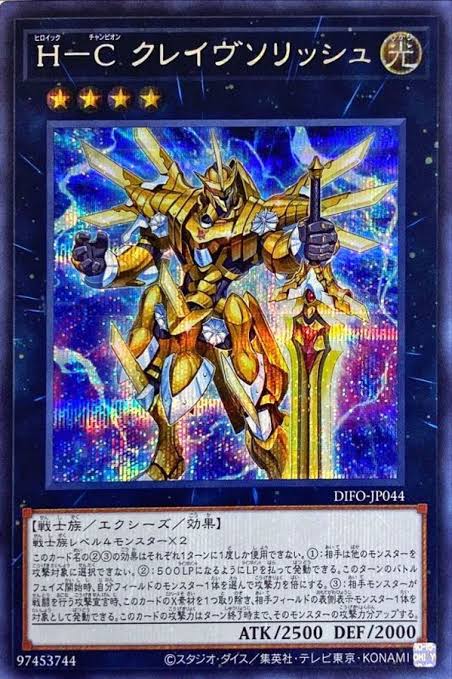 ヒロイック チャンピオン
H-C クレイヴソリッシュ
光
DIFO-JP044
【戦士族/エクシーズ/効果】
戦士族レベル4モンスター×2
このカード名の②③の効果はそれぞれ1ターンに1度しか使用できない。①:相手は他のモンスターを
攻撃対象に選択できない。②:500LPになるようにLPを払って発動できる。このターンのバトル
フェイズ開始時、自分フィールドのモンスター1体を選んで攻撃力を倍にする。③:相手モンスターが
戦闘を行う攻撃宣言時、このカードのX素材を1つ取り除き、相手フィールドの表側表示モンスター1体を
対象として発動できる。このカードの攻撃力はターン終了時まで、そのモンスターの攻撃力分アップする。
ATK/2500 DEF/2000
97453744
©スタジオ・ダイス/集英社・テレビ東京・KONAMI